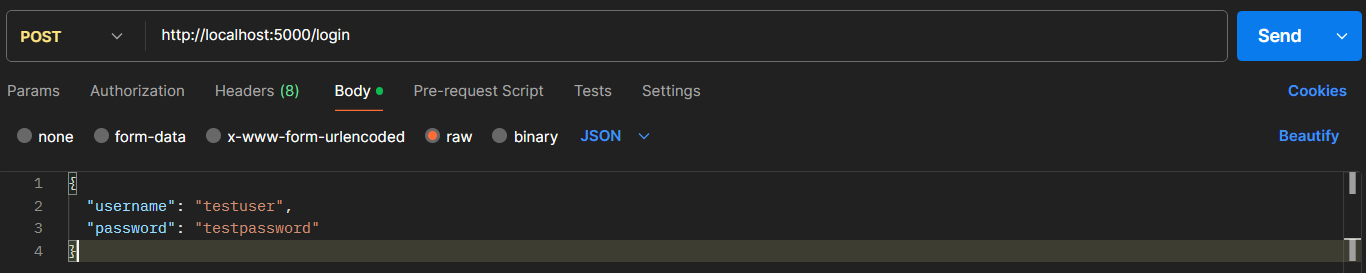 POST http://localhost:5000/login Send
Params Authorization Headers (8) Body Pre-request Script Tests Settings Cookies
none form-data x-www-form-urlencoded raw binary JSON Beautify
1 {
2 "username": "testuser",
3 "password": "testpassword"
4 }